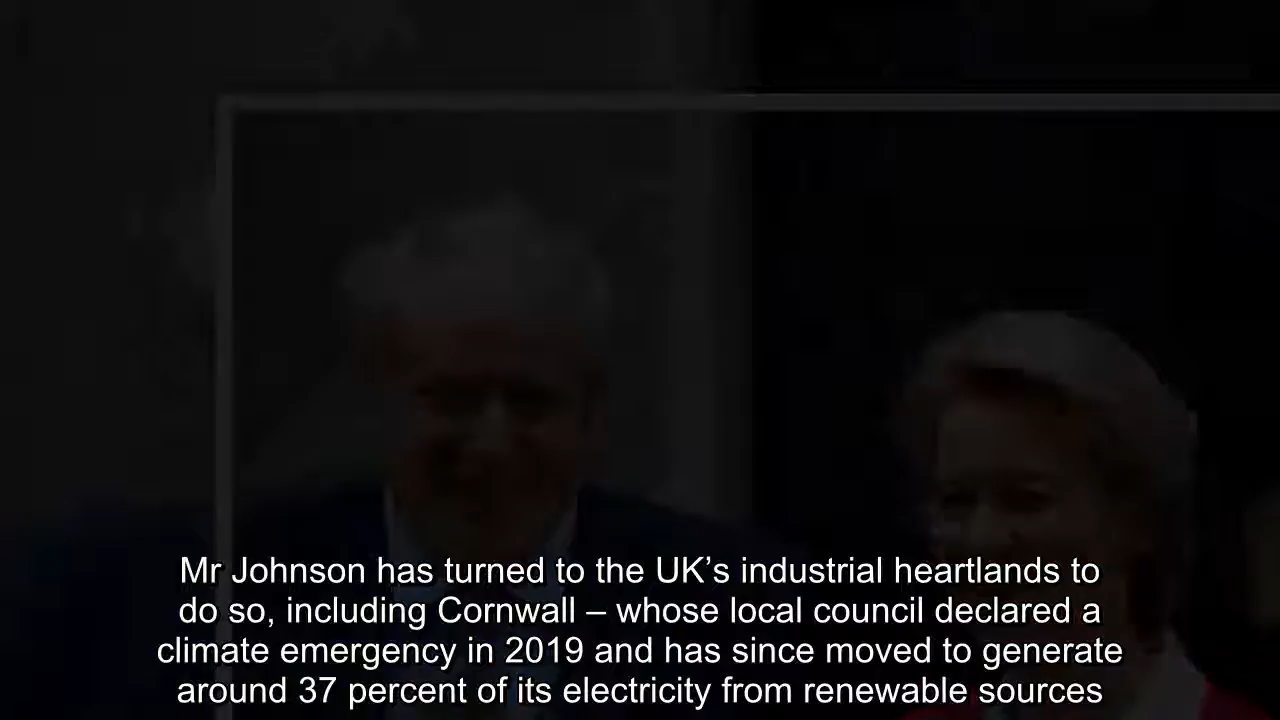 Mr Johnson has turned to the UK’s industrial heartlands to
do so, including Cornwall – whose local council declared a
climate emergency in 2019 and has since moved to generate
around 37 percent of its electricity from renewable sources